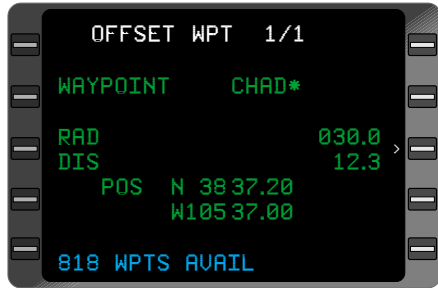 OFFSET WPT 1/1
WAYPOINT CHAD*
RAD 030.0
DIS 12.3 >
POS N 38 37.20
W105 37.00
818 WPTS AVAIL